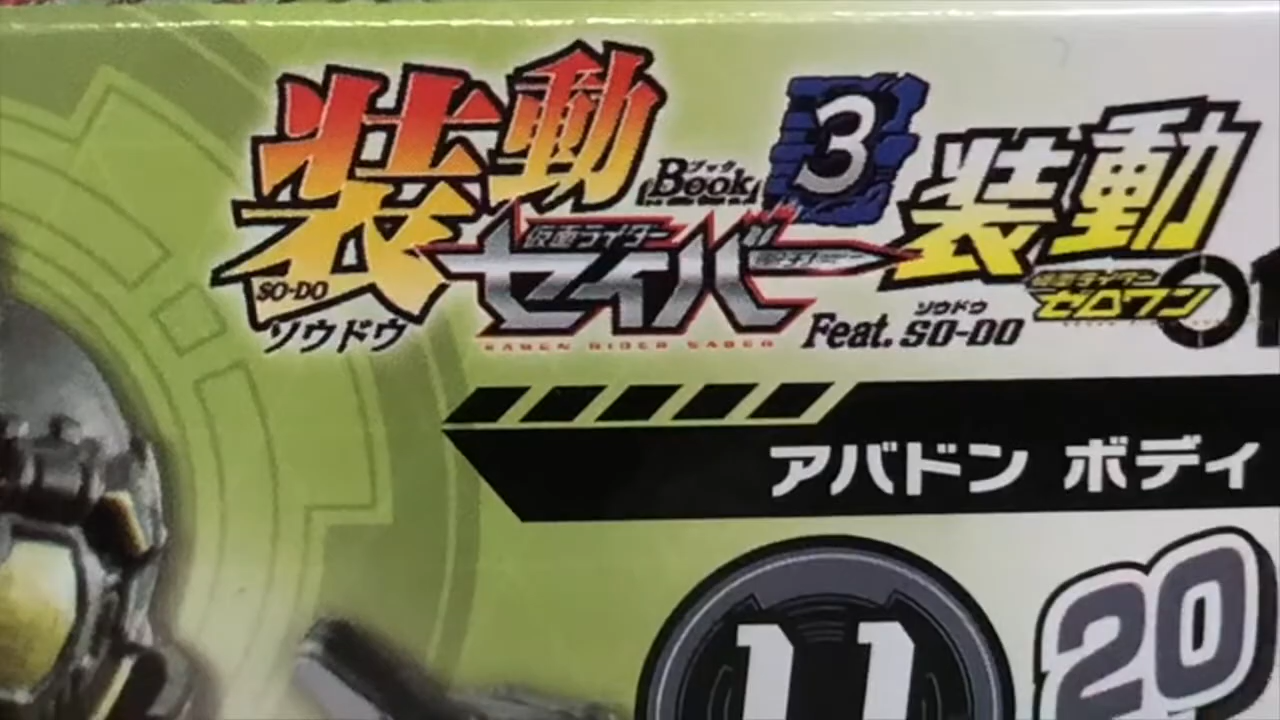 装動
SO-DO
ソウドウ
Book
ブック
3
仮面ライダー
セイバー
KAMEN RIDER SABER
Feat. SO-DO
ソウドウ
装動
仮面ライダー
ゼロワン
01
アバドン ボディ
11
20